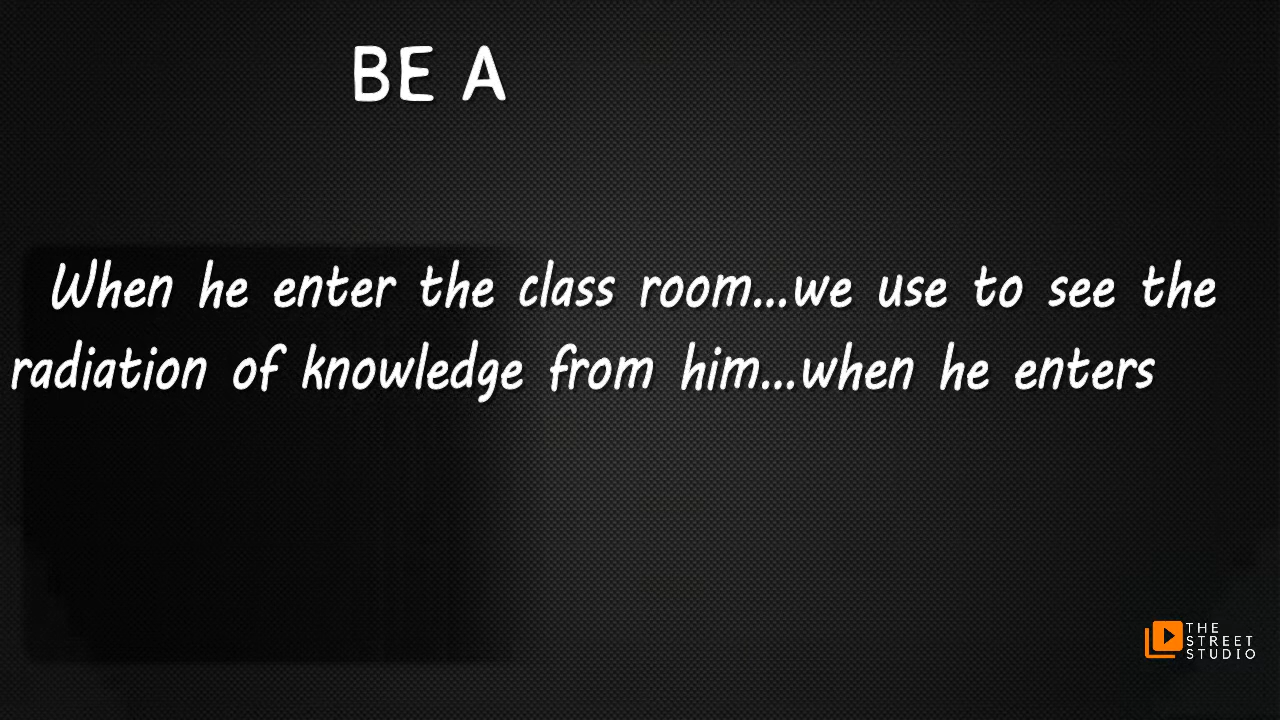 BE A
When he enter the class room...we use to see the
radiation of knowledge from him...when he enters
THE
STREET
STUDIO